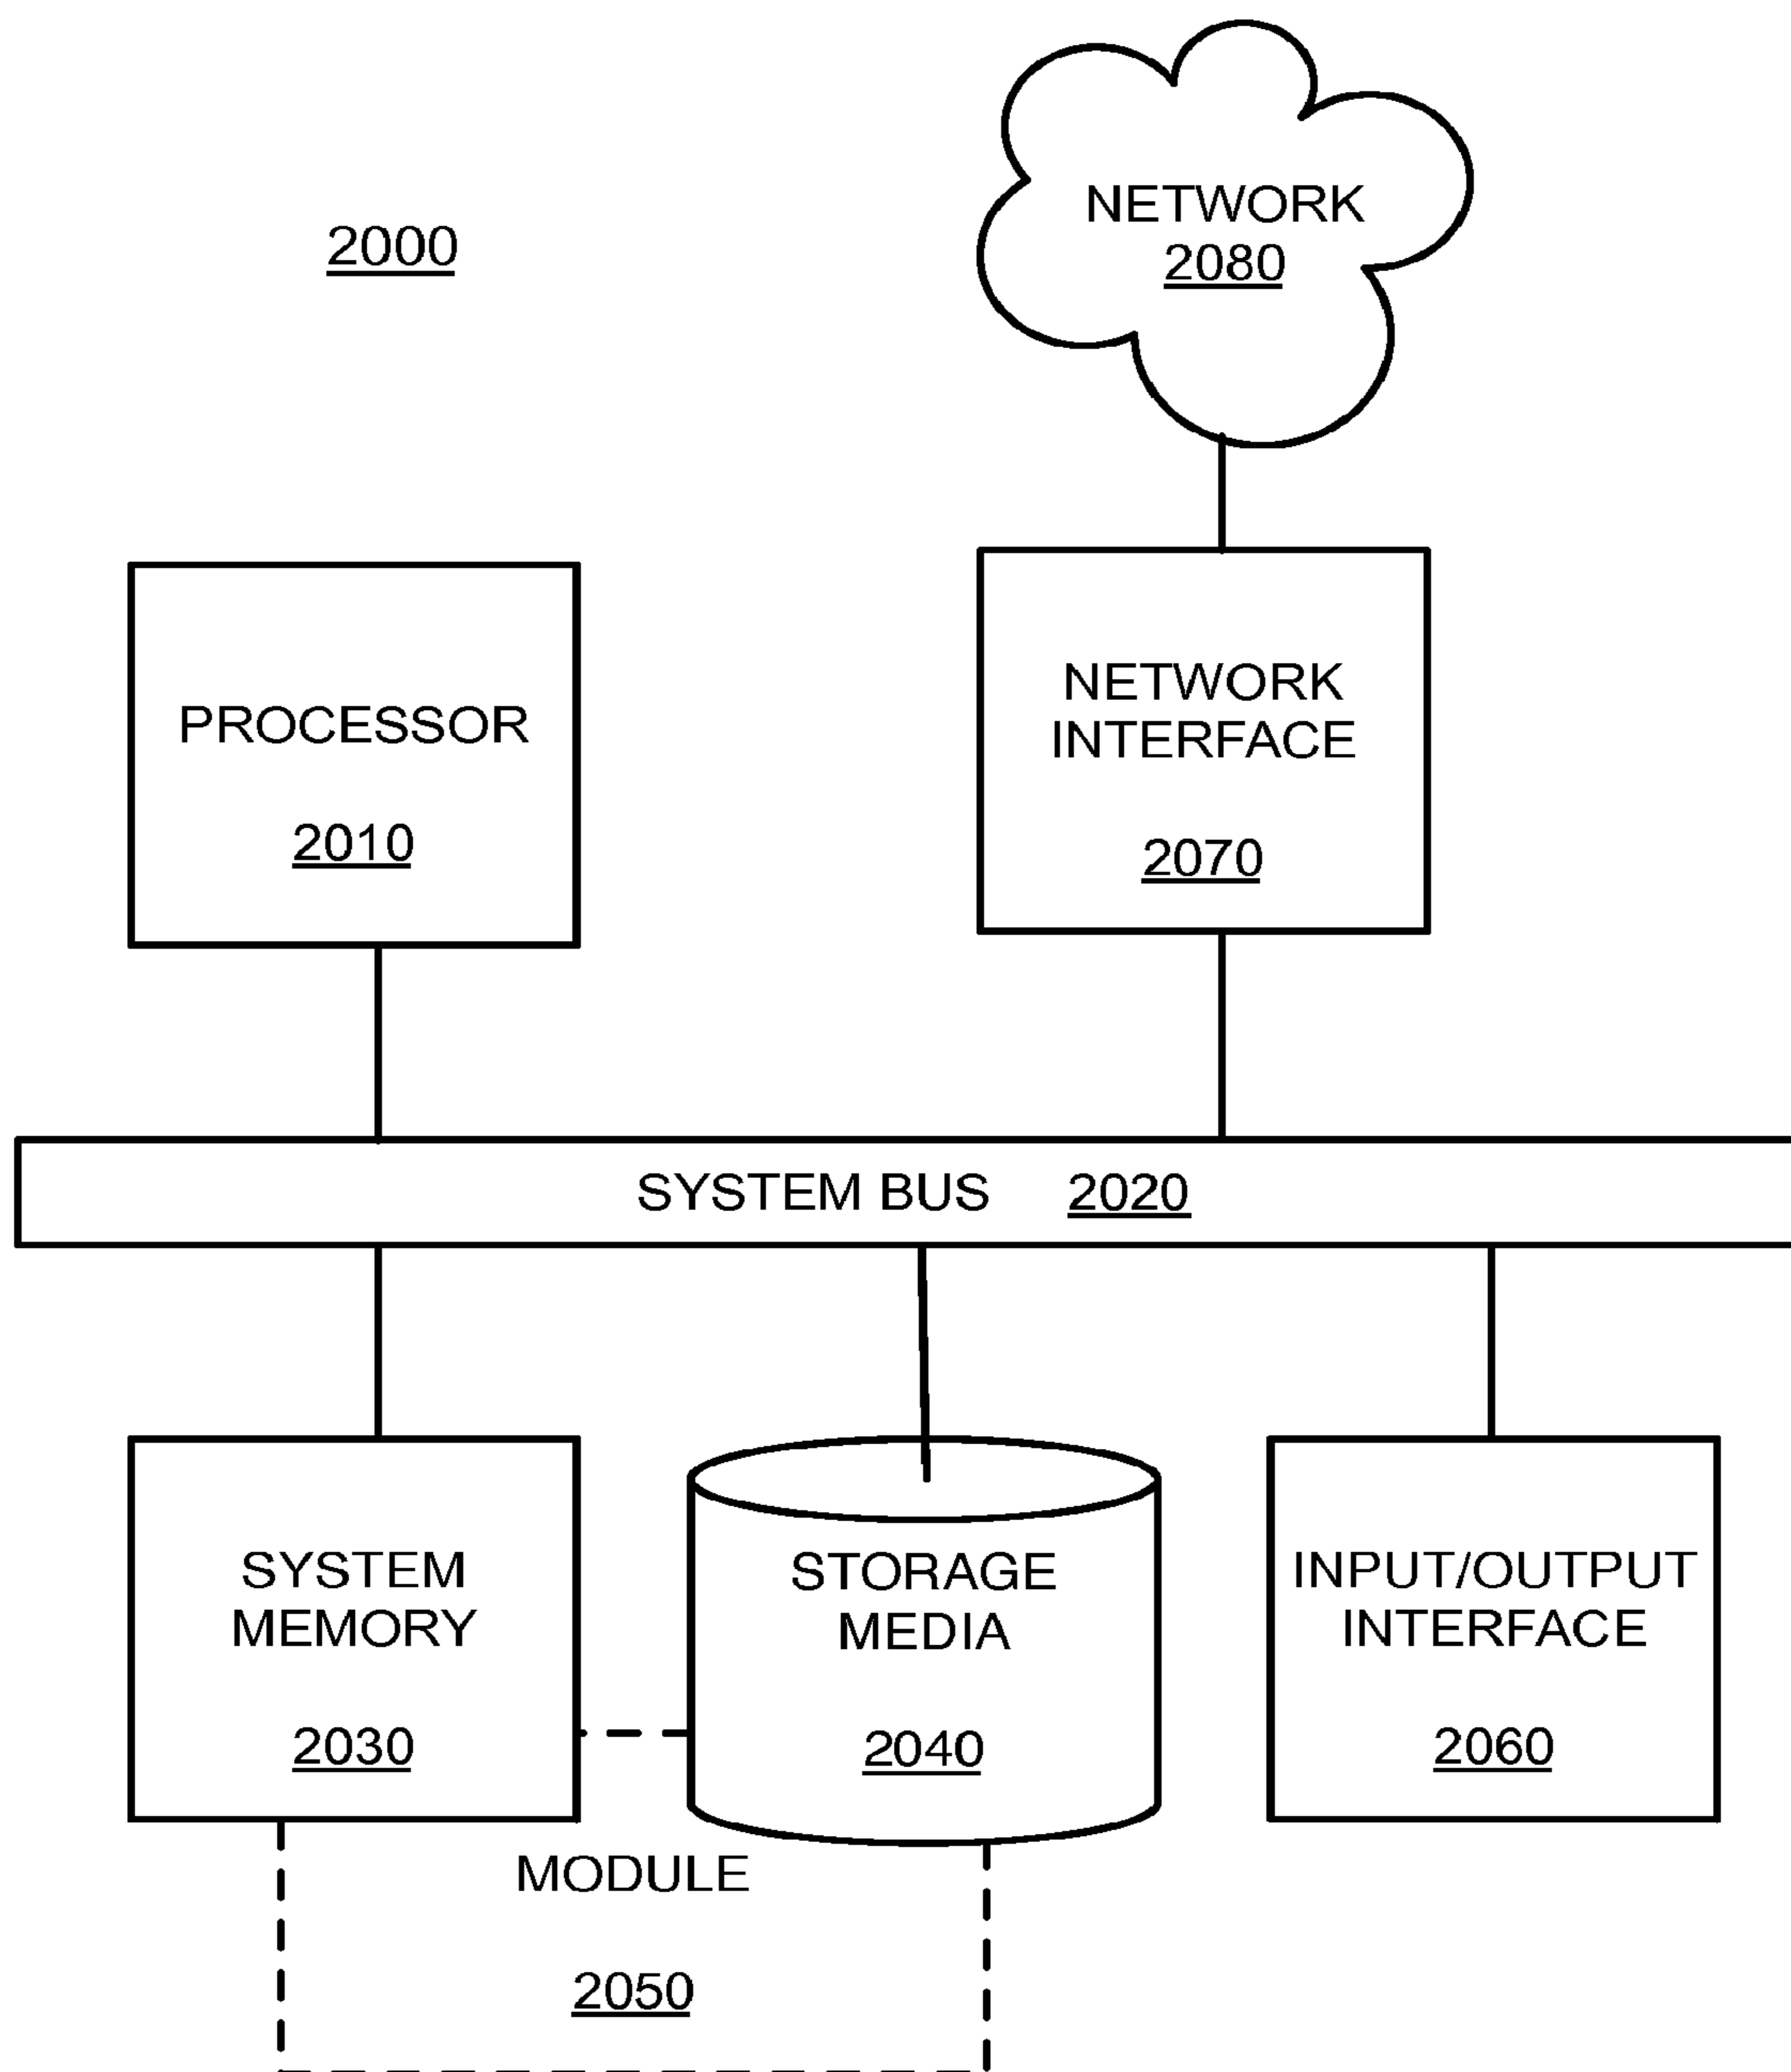 NETWORK
2080
2000
PROCESSOR
2010
NETWORK
INTERFACE
2070
SYSTEM BUS 2020
SYSTEM
MEMORY
2030
STORAGE
MEDIA
2040
INPUT/OUTPUT
INTERFACE
2060
MODULE
2050